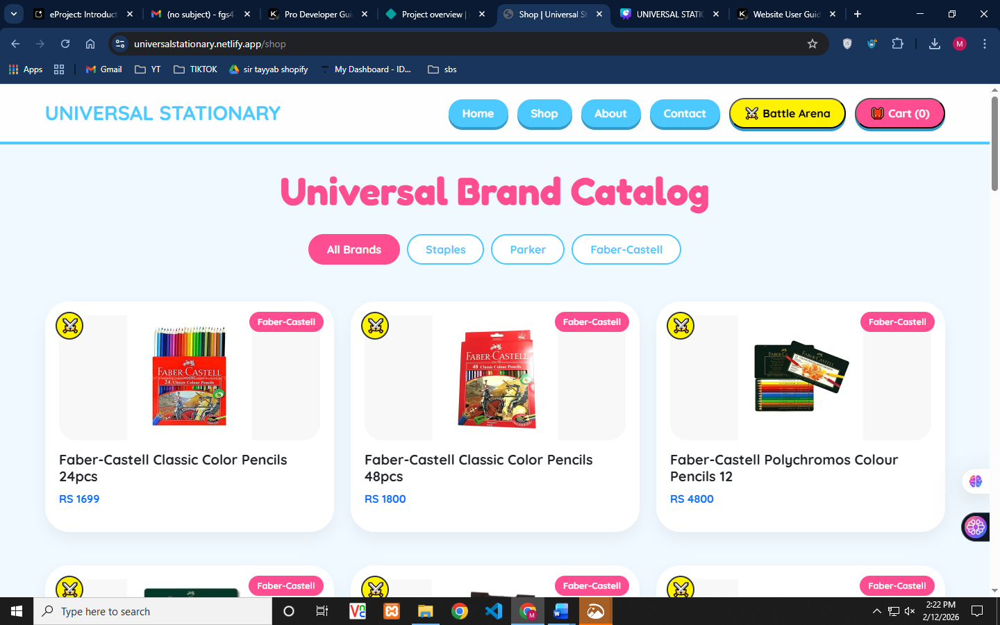 eProject: Introduct
(no subject) - fgs4
Pro Developer Gui
Project overview |
Shop | Universal St
UNIVERSAL STATIO
Website User Guid
universalstationary.netlify.app/shop
M
Apps
Gmail
YT
TIKTOK
sir tayyab shopify
My Dashboard - ID...
sbs
UNIVERSAL STATIONARY
Home
Shop
About
Contact
Battle Arena
Cart (0)
Universal Brand Catalog
All Brands
Staples
Parker
Faber-Castell
Faber-Castell
FABER-CASTELL
24 Classic Colour Pencils
Faber-Castell Classic Color Pencils
24pcs
RS 1699
Faber-Castell
FABER-CASTELL
48 Classic Colour Pencils
Faber-Castell Classic Color Pencils
48pcs
RS 1800
Faber-Castell
Faber-Castell Polychromos Colour
Pencils 12
RS 4800
Faber-Castell
Faber-Castell
Faber-Castell
Type here to search
2:22 PM
2/12/2026